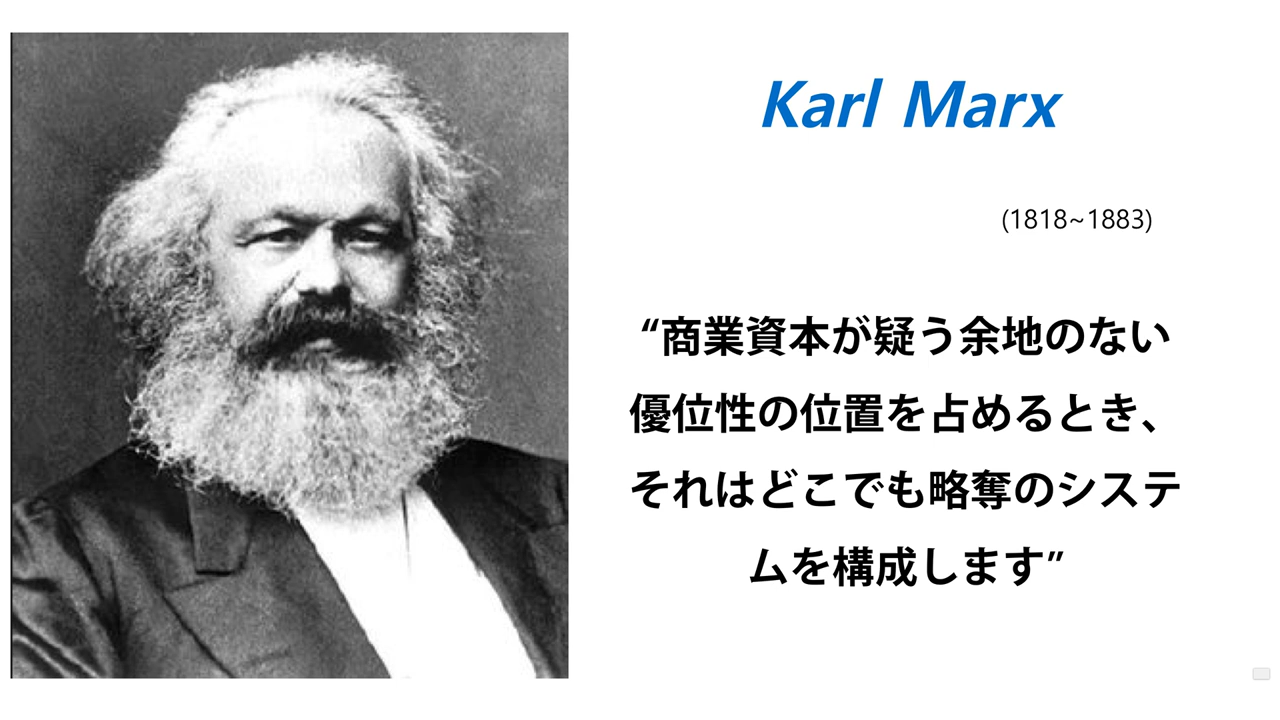 Karl Marx
(1818~1883)
“商業資本が疑う余地のない
優位性の位置を占めるとき、
それはどこでも略奪のシステ
ムを構成します”